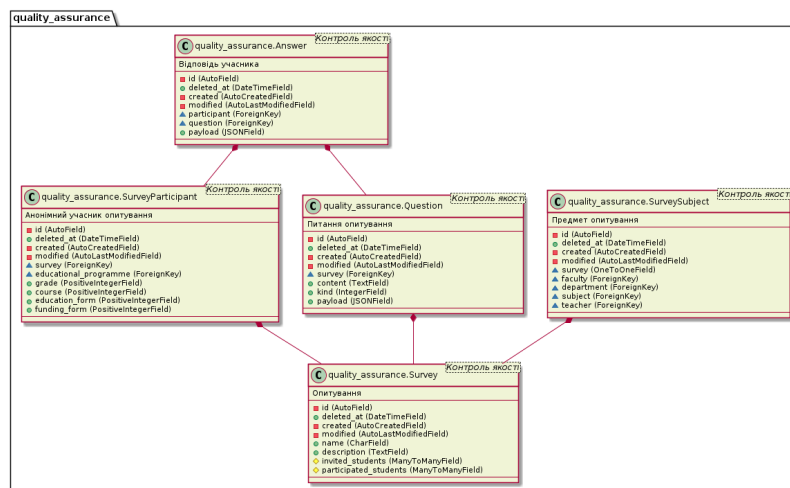 quality_assurance
Контроль якості
C quality_assurance.Answer
Відповідь учасника
id (AutoField)
deleted_at (DateTimeField)
created (AutoCreatedField)
modified (AutoLastModifiedField)
participant (ForeignKey)
question (ForeignKey)
payload (JSONField)
Контроль якості
C quality_assurance.SurveyParticipant
Анонімний учасник опитування
id (AutoField)
deleted_at (DateTimeField)
created (AutoCreatedField)
modified (AutoLastModifiedField)
survey (ForeignKey)
educational_programme (ForeignKey)
grade (PositiveIntegerField)
course (PositiveIntegerField)
education_form (PositiveIntegerField)
funding_form (PositiveIntegerField)
Контроль якості
C quality_assurance.Question
Питання опитування
id (AutoField)
deleted_at (DateTimeField)
created (AutoCreatedField)
modified (AutoLastModifiedField)
survey (ForeignKey)
content (TextField)
kind (IntegerField)
payload (JSONField)
Контроль якості
C quality_assurance.SurveySubject
Предмет опитування
id (AutoField)
deleted_at (DateTimeField)
created (AutoCreatedField)
modified (AutoLastModifiedField)
survey (OneToOneField)
faculty (ForeignKey)
department (ForeignKey)
subject (ForeignKey)
teacher (ForeignKey)
Контроль якості
C quality_assurance.Survey
Опитування
id (AutoField)
deleted_at (DateTimeField)
created (AutoCreatedField)
modified (AutoLastModifiedField)
name (CharField)
description (TextField)
invited_students (ManyToManyField)
participated_students (ManyToManyField)